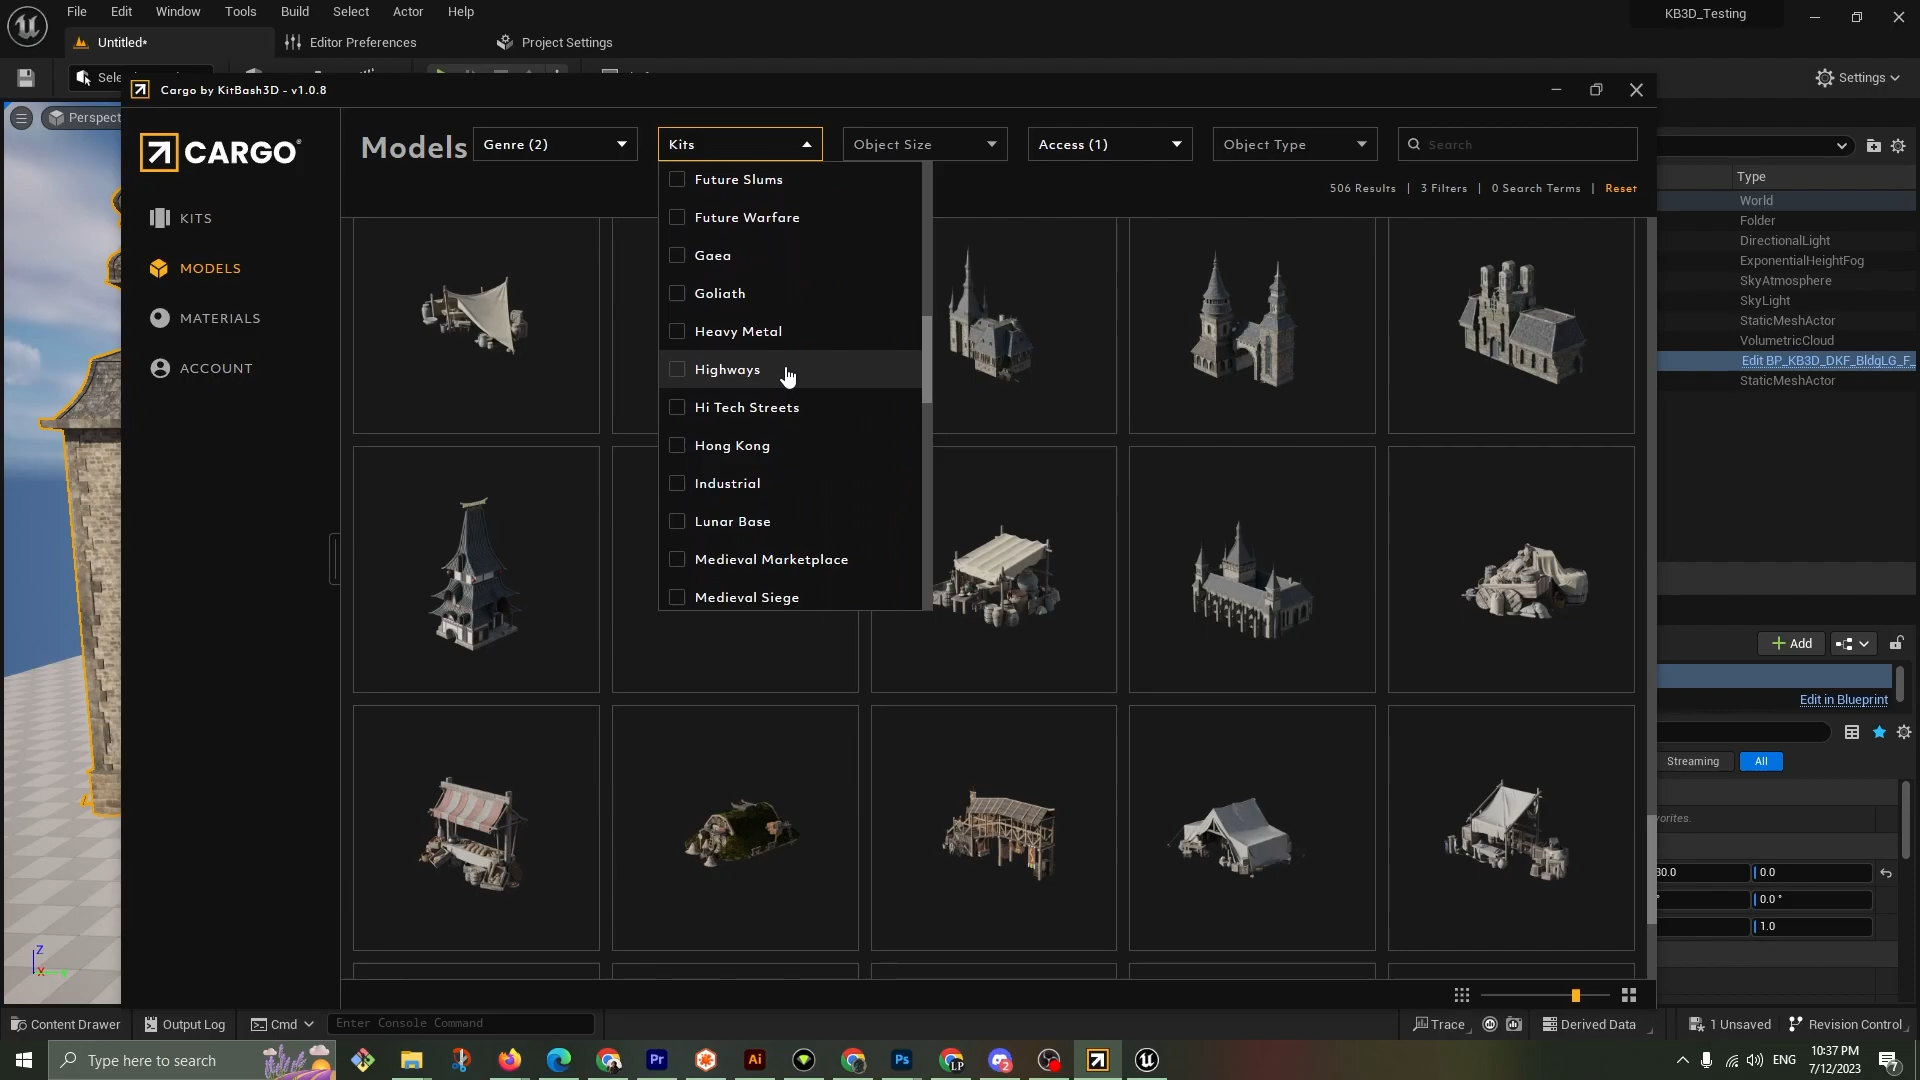 File Edit Window Tools Build Select Actor Help
KB3D_Testing
Untitled*
Editor Preferences
Project Settings
Settings
Cargo by KitBash3D - v1.0.8
Perspect
CARGO
Models
Genre (2)
Kits
Object Size
Access (1)
Object Type
Search
506 Results | 3 Filters | 0 Search Terms | Reset
KITS
MODELS
MATERIALS
ACCOUNT
Future Slums
Future Warfare
Gaea
Goliath
Heavy Metal
Highways
Hi Tech Streets
Hong Kong
Industrial
Lunar Base
Medieval Marketplace
Medieval Siege
Type
World
Folder
DirectionalLight
ExponentialHeightFog
SkyAtmosphere
SkyLight
StaticMeshActor
VolumetricCloud
Edit BP_KB3D_DKF_BldgLG_F...
StaticMeshActor
Add
Edit in Blueprint
Streaming
All
0.0
0.0 °
1.0
Z
X
Content Drawer
Output Log
Cmd
Enter Console Command
Trace
Derived Data
1 Unsaved
Revision Control
Type here to search
ENG
10:37 PM
7/12/2023